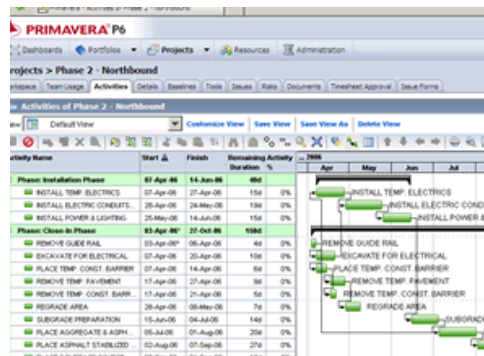 PRIMAVERA P6
Dashboards Portfolios Projects Resources Administration
rojects > Phase 2 - Northbound
rkspace Team Usage Activities Details Baselines Tools Issues Risks Documents Timesheet Approval Issue Forms
Activities of Phase 2 - Northbound
ew Default View Customize View Save View Save View As Delete View
ctivity Name Start Finish Remaining Duration Activity % ... 2006
Apr May Jun Jul
Phase: Installation Phase 07-Apr-06 14-Jun-06 49d
INSTALL TEMP. ELECTRICS 07-Apr-06 27-Apr-06 15d 0% INSTALL TEMP. ELECTRICS
INSTALL ELECTRIC CONDUITS... 28-Apr-06 24-May-06 19d 0% INSTALL ELECTRIC COND
INSTALL POWER & LIGHTING 25-May-06 14-Jun-06 15d 0% INSTALL POWER &
Phase: Close-In Phase 03-Apr-06* 27-Oct-06 150d
REMOVE GUIDE RAIL 03-Apr-06* 06-Apr-06 4d 0% REMOVE GUIDE RAIL
EXCAVATE FOR ELECTRICAL 07-Apr-06 20-Apr-06 10d 0% EXCAVATE FOR ELECTRICAL
PLACE TEMP. CONST. BARRIER 07-Apr-06 14-Apr-06 6d 0% PLACE TEMP. CONST. BARRIER
REMOVE TEMP. PAVEMENT 17-Apr-06 27-Apr-06 9d 0% REMOVE TEMP. PAVEMENT
REMOVE TEMP. CONST. BARR... 17-Apr-06 21-Apr-06 5d 0% REMOVE TEMP. CONST. BARRIER
REGRADE AREA 28-Apr-06 08-May-06 7d 0% REGRADE AREA
SUBGRADE PREPARATION 15-Jun-06 04-Jul-06 14d 0% SUBGRAD
PLACE AGGREGATE & ASPH... 05-Jul-06 01-Aug-06 20d 0%
PLACE ASPHALT STABILIZED ... 02-Aug-06 07-Sep-06 27d 0%